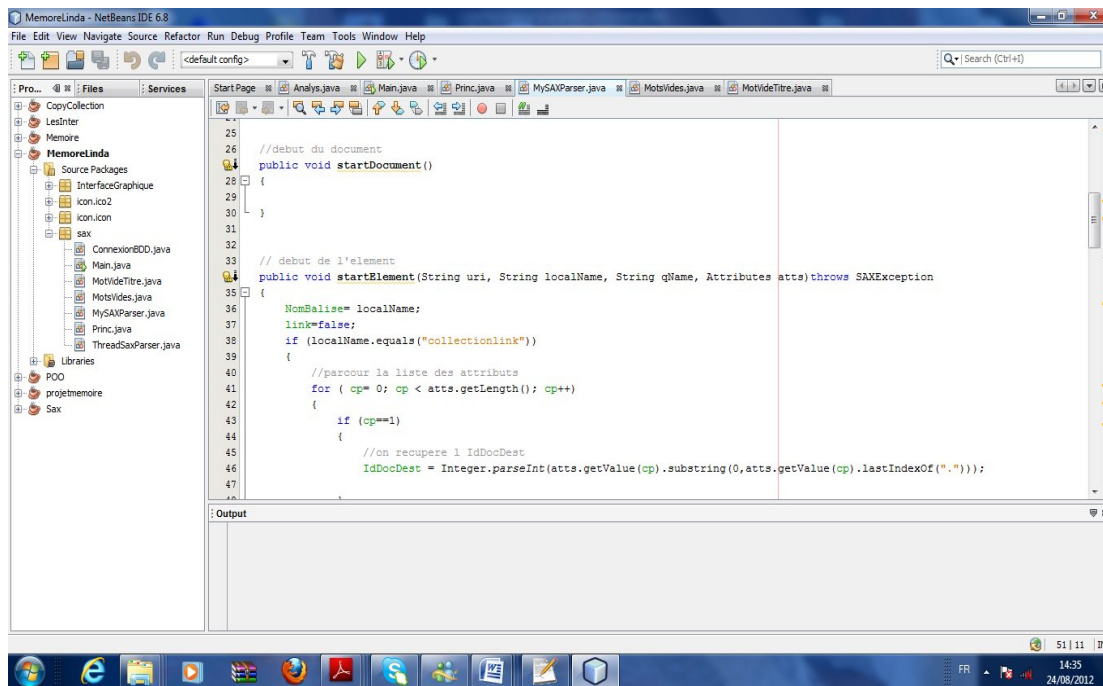 MemoreLinda - NetBeans IDE 6.8
File Edit View Navigate Source Refactor Run Debug Profile Team Tools Window Help
<default config>
Search (Ctrl+I)
Pro... Files Services
Start Page Analys.java Main.java Princ.java MySAXParser.java MotsVides.java MotVideTitre.java
CopyCollection
LesInter
Memoire
MemoreLinda
Source Packages
InterfaceGraphique
icon.ico2
icon.icon
sax
ConnexionBDD.java
Main.java
MotVideTitre.java
MotsVides.java
MySAXParser.java
Princ.java
ThreadSaxParser.java
Libraries
POO
projetmemoire
Sax
25
26 //debut du document
public void startDocument()
28 {
29
30 }
31
32
33 // debut de l'element
public void startElement(String uri, String localName, String qName, Attributes atts)throws SAXException
35 {
36 NomBalise= localName;
37 link=false;
38 if (localName.equals("collectionlink"))
39 {
40 //parcour la liste des attributs
41 for ( cp= 0; cp < atts.getLength(); cp++)
42 {
43 if (cp==1)
44 {
45 //on recupere l IdDocDest
46 IdDocDest = Integer.parseInt(atts.getValue(cp).substring(0,atts.getValue(cp).lastIndexOf(".")));
47
Output
51 | 11
FR
14:35
24/08/2012